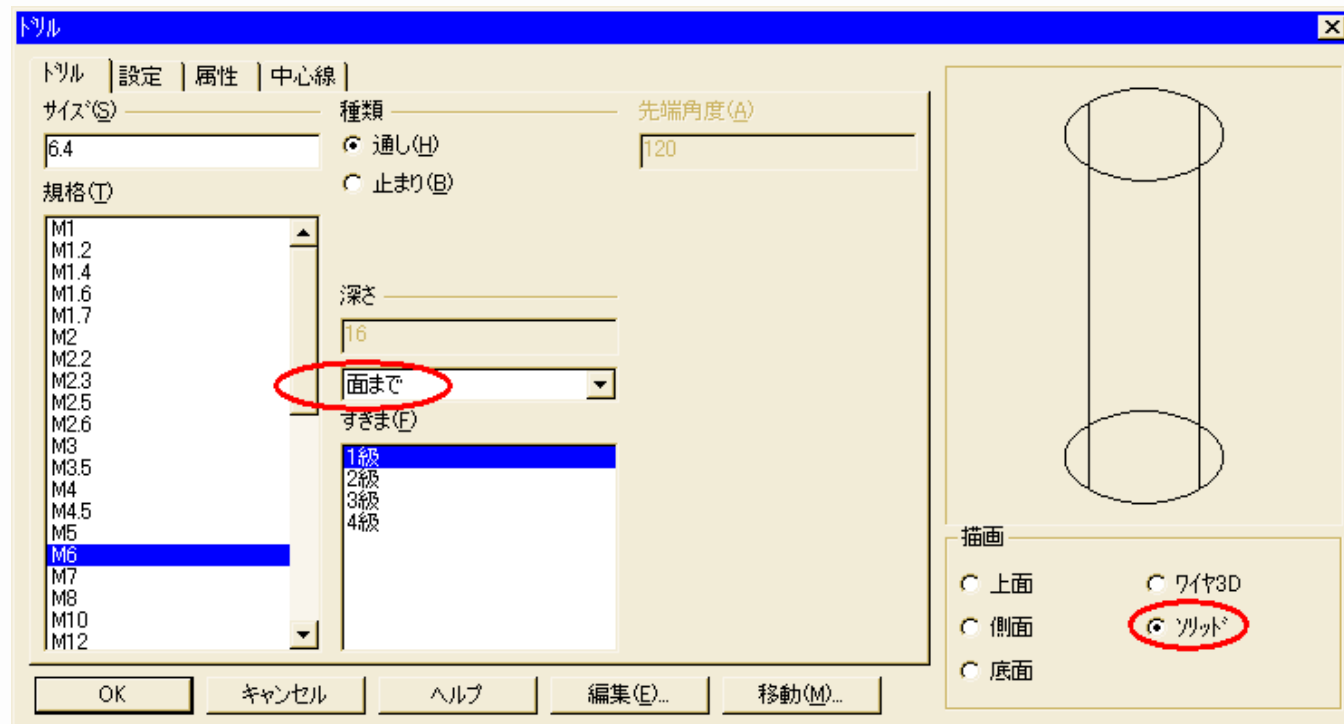 ﾄﾞﾘﾙ
ﾄﾞﾘﾙ 設定 属性 中心線
ｻｲｽﾞ(S)
6.4
規格(T)
M1
M1.2
M1.4
M1.6
M1.7
M2
M2.2
M2.3
M2.5
M2.6
M3
M3.5
M4
M4.5
M5
M6
M7
M8
M10
M12
種類
通し(H)
止まり(B)
深さ
16
面まで
すきま(F)
1級
2級
3級
4級
先端角度(A)
120
描画
上面
側面
底面
ﾜｲﾔ3D
ｿﾘｯﾄﾞ
OK キャンセル ヘルプ 編集(E)... 移動(M)...